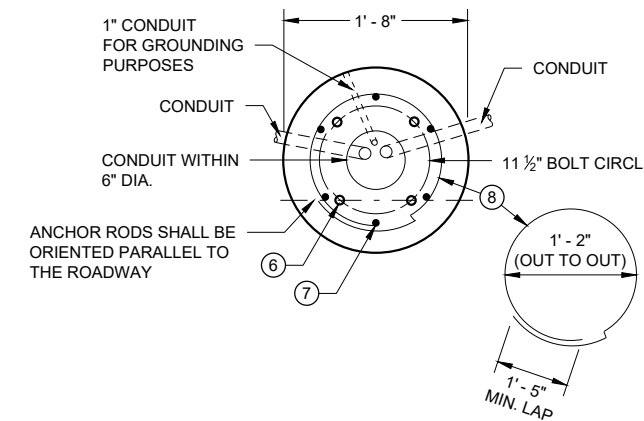 1" CONDUIT
FOR GROUNDING
PURPOSES
1' - 8"
CONDUIT
CONDUIT
CONDUIT WITHIN
6" DIA.
11 ½" BOLT CIRCL
8
ANCHOR RODS SHALL BE
ORIENTED PARALLEL TO
THE ROADWAY
6
7
1' - 2"
(OUT TO OUT)
1' - 5"
MIN. LAP